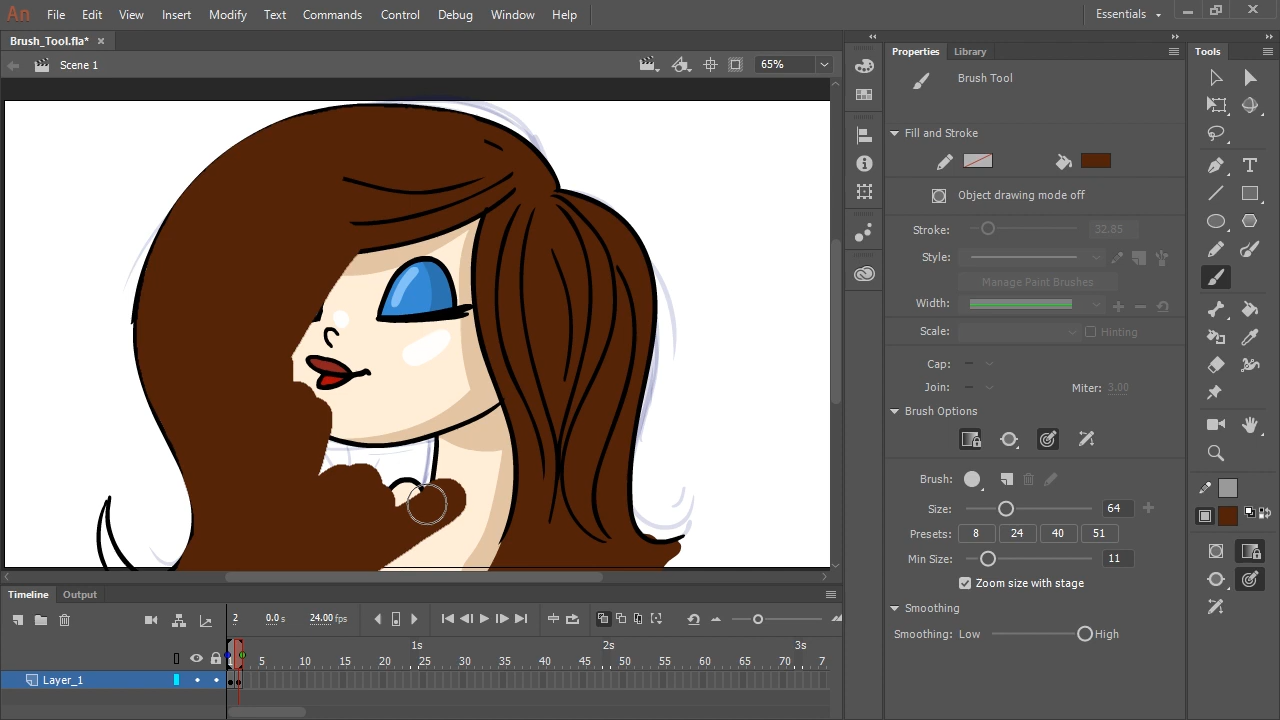 An File Edit View Insert Modify Text Commands Control Debug Window Help Essentials
Brush_Tool.fla* ×
Scene 1 65%
Properties Library Tools
Brush Tool
Fill and Stroke
Object drawing mode off
Stroke: 32.85
Style:
Manage Paint Brushes
Width:
Scale: Hinting
Cap:
Join: Miter: 3.00
Brush Options
Brush:
Size: 64
Presets: 8 24 40 51
Min Size: 11
Zoom size with stage
Smoothing
Smoothing: Low High
Timeline Output
2 0.0 s 24.00 fps
1s 2s 3s
1 5 10 15 20 25 30 35 40 45 50 55 60 65 70 7
Layer_1